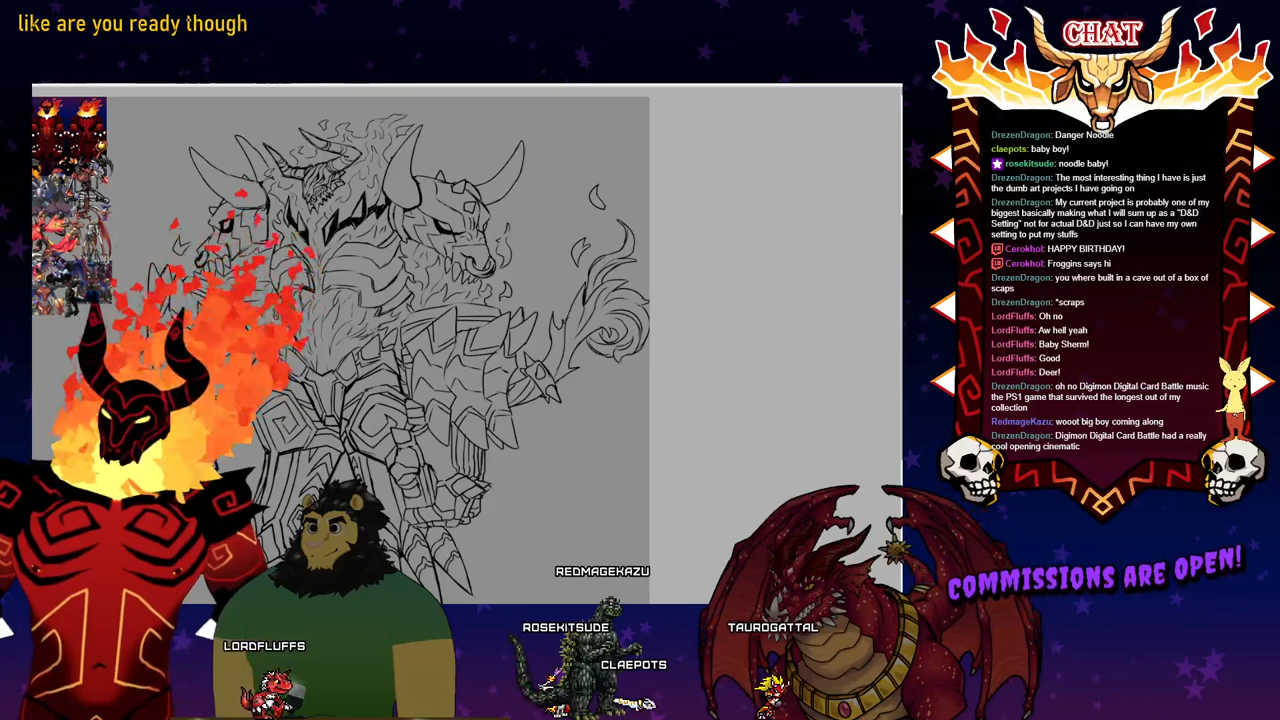 like are you ready though
CHAT
DrezenDragon: Danger Noodle
claepots: baby boy!
rosekitsude: noodle baby!
DrezenDragon: The most interesting thing I have is just
the dumb art projects I have going on
DrezenDragon: My current project is probably one of my
biggest basically making what I will sum up as a "D&D
Setting" not for actual D&D just so I can have my own
setting to put my stuffs
Cerokhol: HAPPY BIRTHDAY!
Cerokhol: Froggins says hi
DrezenDragon: you where built in a cave out of a box of
scaps
DrezenDragon: *scraps
LordFluffs: Oh no
LordFluffs: Aw hell yeah
LordFluffs: Baby Sherm!
LordFluffs: Good
LordFluffs: Deer!
DrezenDragon: oh no Digimon Digital Card Battle music
the PS1 game that survived the longest out of my
collection
RedmageKazu: wooot big boy coming along
DrezenDragon: Digimon Digital Card Battle had a really
cool opening cinematic
COMMISSIONS ARE OPEN!
REDMAGEKAZU
ROSEKITSUDE
TAUROGATTAL
LORDFLUFFS
CLAEPOTS